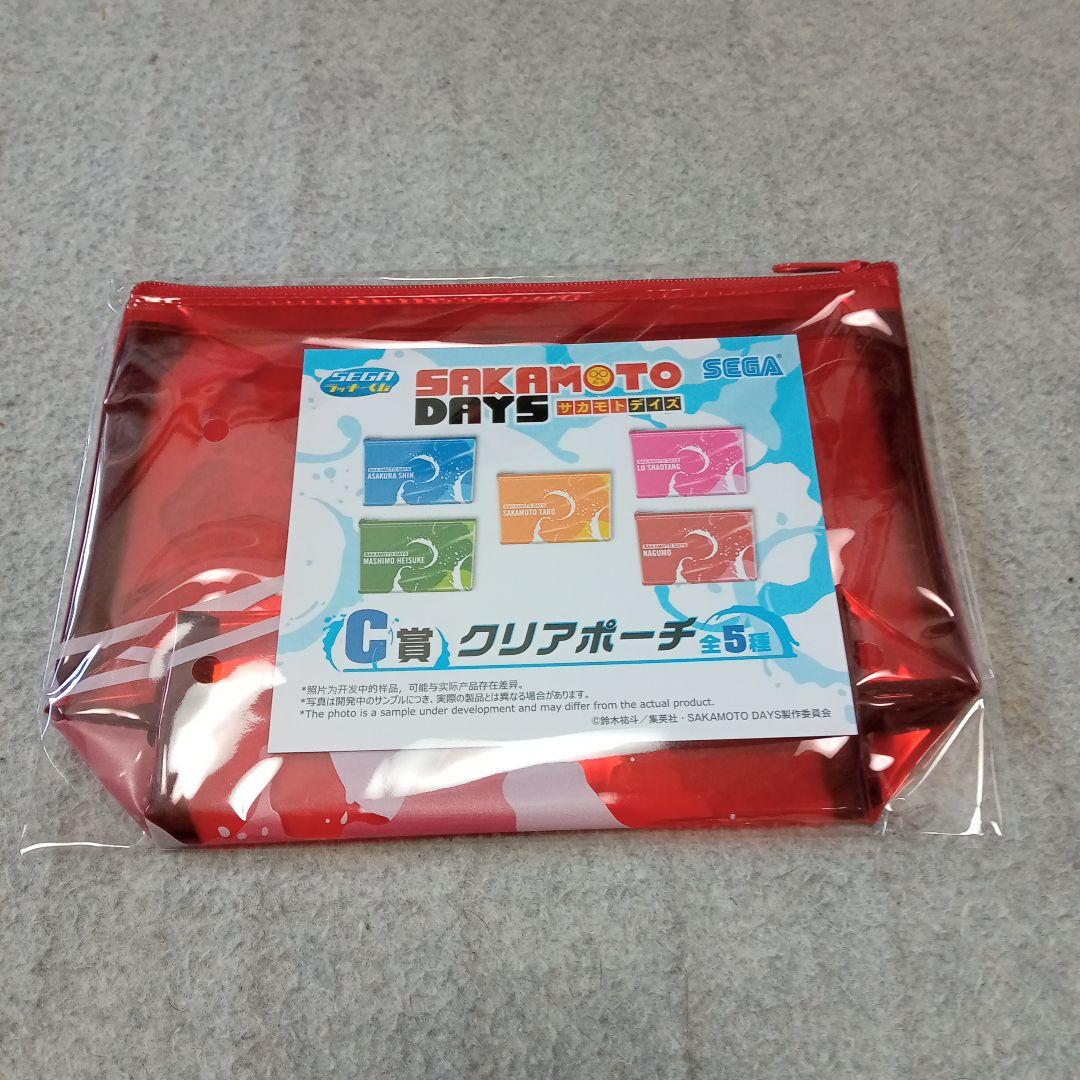 SEGA
ラッキーくじ
SAKAMOTO
DAYS サカモトデイズ
SEGA
SAKAMOTO DAYS
ASAKURA SHIN
SAKAMOTO DAYS
LU SHAOTANG
SAKAMOTO DAYS
SAKAMOTO TARO
SAKAMOTO DAYS
MASHIMO HEISUKE
SAKAMOTO DAYS
NAGUMO
C賞 クリアポーチ 全5種
*照片为开发中的样品，可能与实际产品存在差异。
*写真は開発中のサンプルにつき、実際の製品とは異なる場合があります。
*The photo is a sample under development and may differ from the actual product.
©鈴木祐斗／集英社・SAKAMOTO DAYS製作委員会